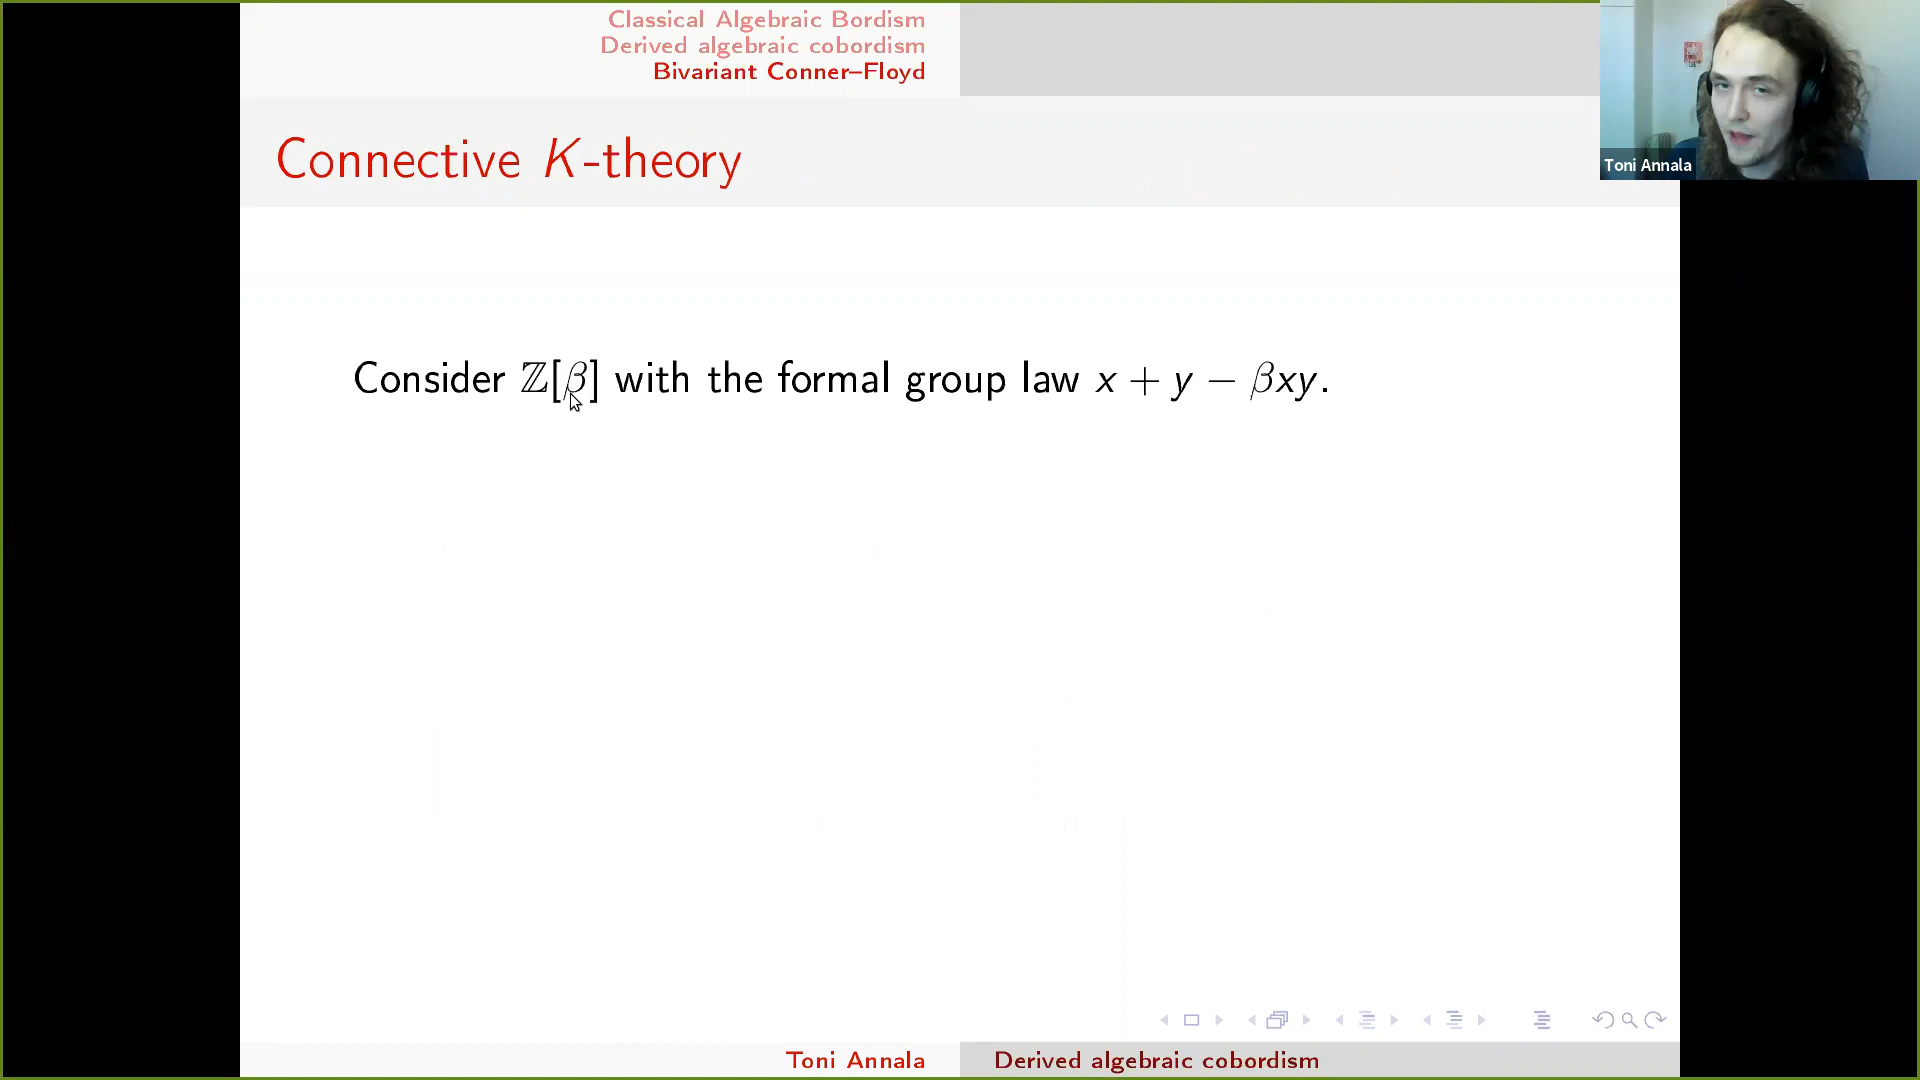 Classical Algebraic Bordism
Derived algebraic cobordism
Bivariant Conner–Floyd
Toni Annala
Connective K-theory
Consider ℤ[β] with the formal group law x + y − βxy.
Toni Annala
Derived algebraic cobordism